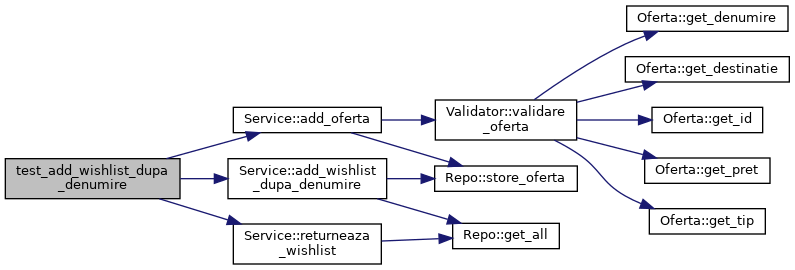 test_add_wishlist_dupa
_denumire
Service::add_oferta
Service::add_wishlist
_dupa_denumire
Service::returneaza
_wishlist
Validator::validare
_oferta
Repo::store_oferta
Repo::get_all
Oferta::get_denumire
Oferta::get_destinatie
Oferta::get_id
Oferta::get_pret
Oferta::get_tip